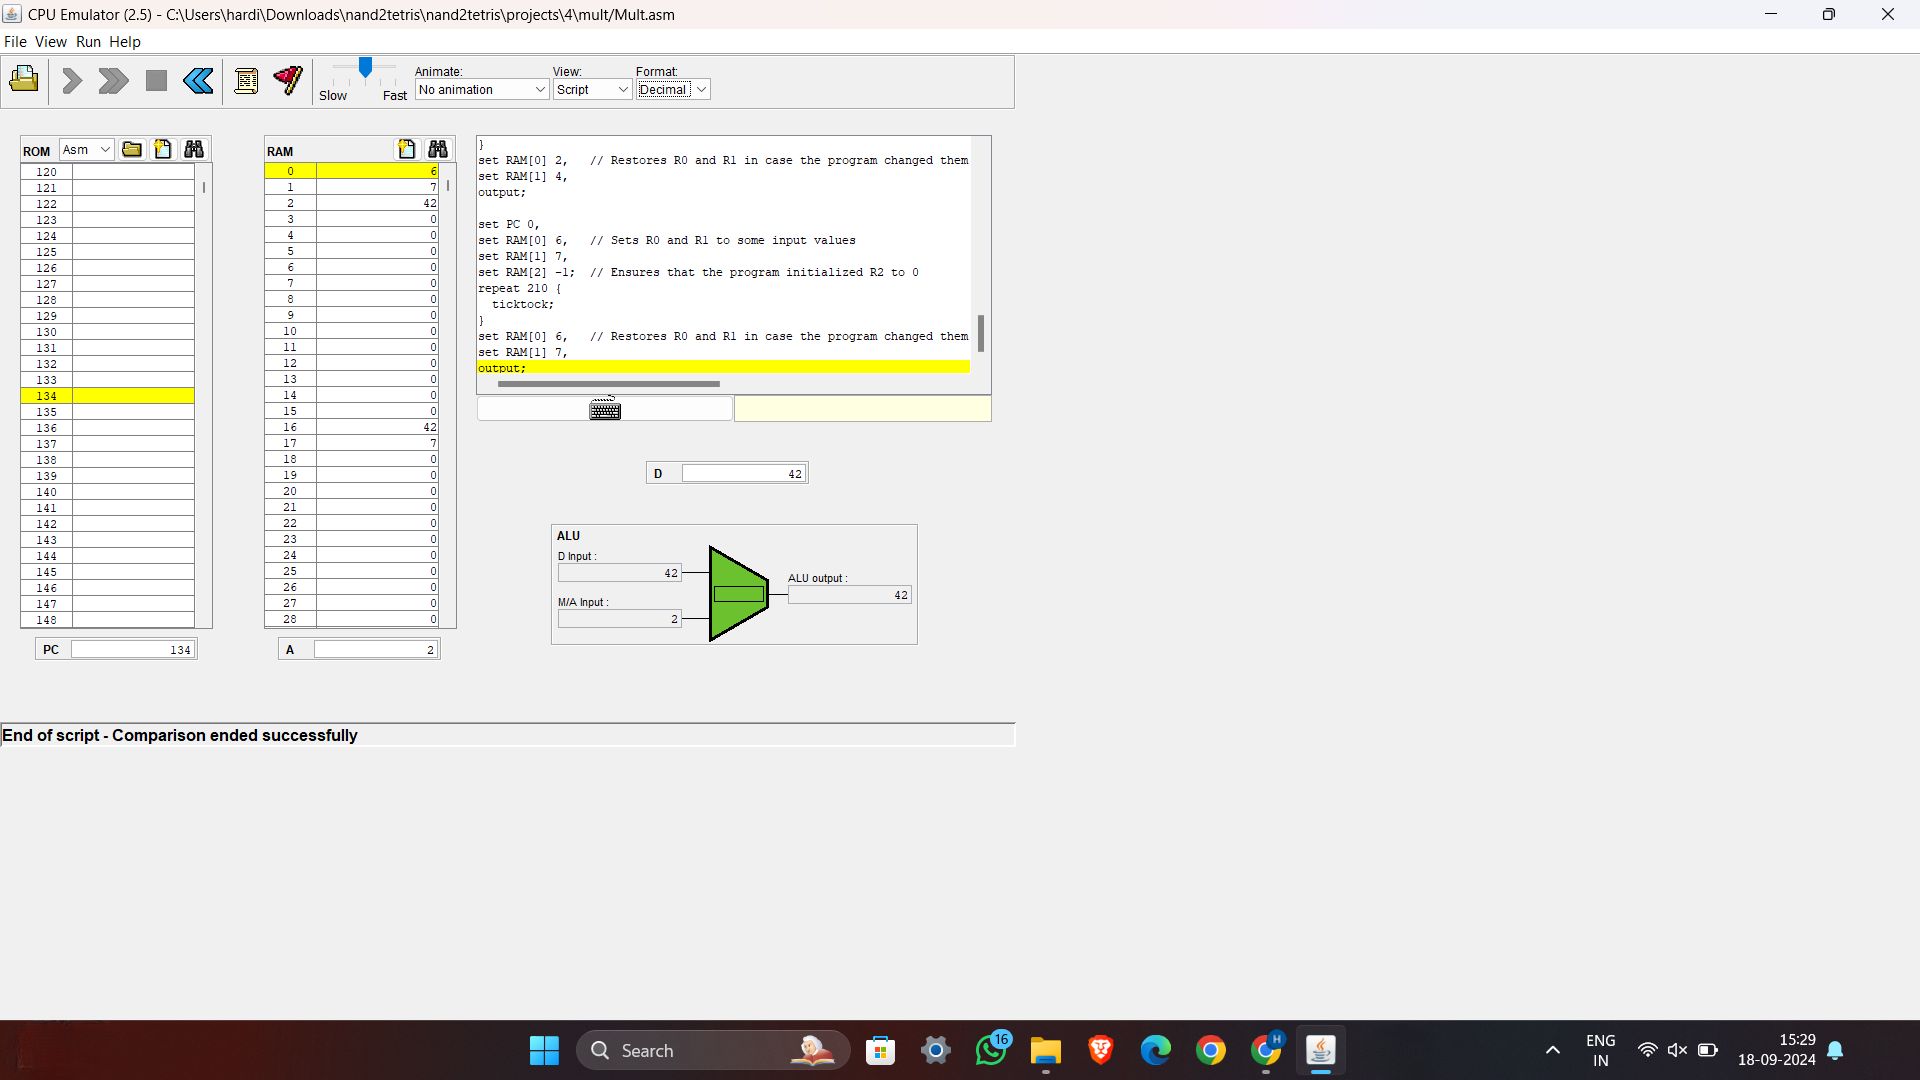 CPU Emulator (2.5) - C:\Users\hardi\Downloads\nand2tetris\nand2tetris\projects\4\mult/Mult.asm
File View Run Help
Slow Fast
Animate:
No animation
View:
Script
Format:
Decimal
ROM Asm
120
121
122
123
124
125
126
127
128
129
130
131
132
133
134
135
136
137
138
139
140
141
142
143
144
145
146
147
148
PC 134
RAM
0 6
1 7
2 42
3 0
4 0
5 0
6 0
7 0
8 0
9 0
10 0
11 0
12 0
13 0
14 0
15 0
16 42
17 7
18 0
19 0
20 0
21 0
22 0
23 0
24 0
25 0
26 0
27 0
28 0
A 2
}
set RAM[0] 2,   // Restores R0 and R1 in case the program changed them
set RAM[1] 4,
output;
set PC 0,
set RAM[0] 6,   // Sets R0 and R1 to some input values
set RAM[1] 7,
set RAM[2] -1;  // Ensures that the program initialized R2 to 0
repeat 210 {
  ticktock;
}
set RAM[0] 6,   // Restores R0 and R1 in case the program changed them
set RAM[1] 7,
output;
D 42
ALU
D Input :
42
M/A Input :
2
ALU output :
42
End of script - Comparison ended successfully
Search
16
H
ENG
IN
15:29
18-09-2024